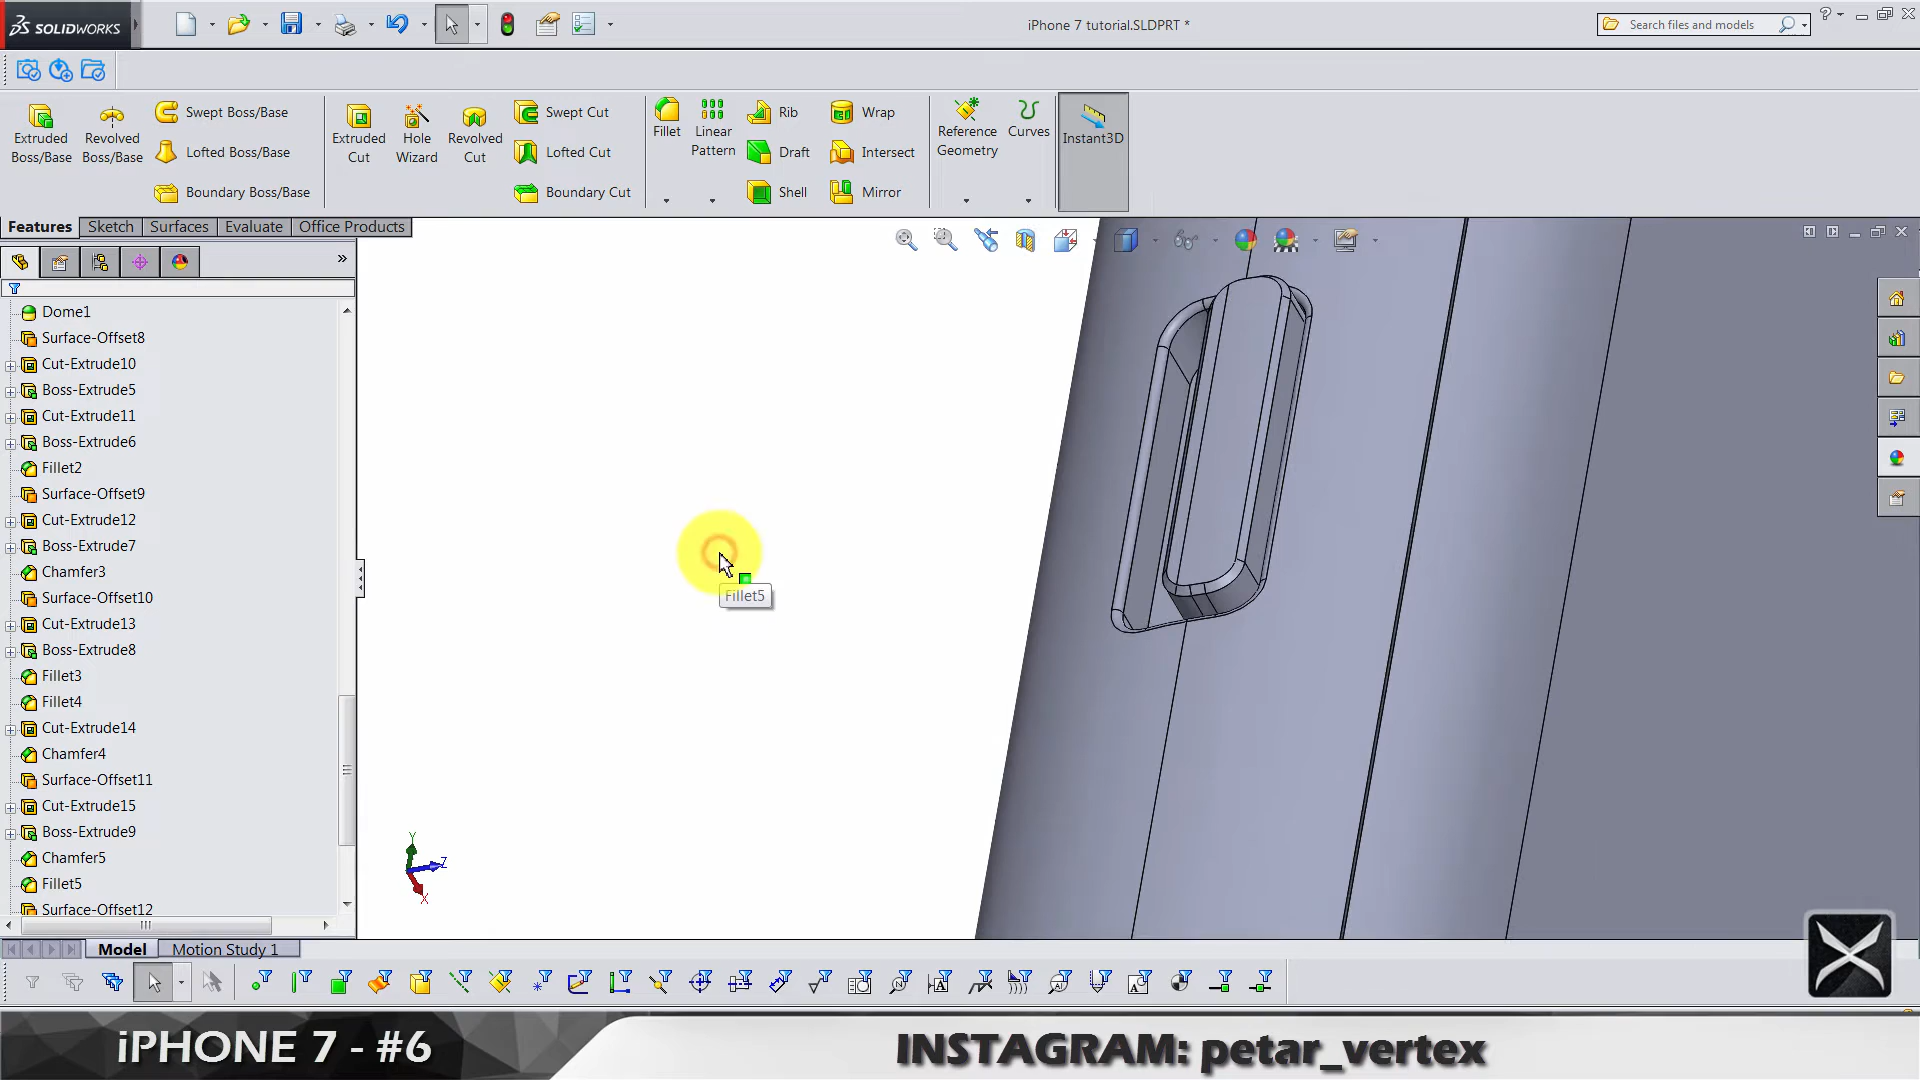 SOLIDWORKS
iPhone 7 tutorial.SLDPRT *
Search files and models
?
Extruded Boss/Base
Revolved Boss/Base
Swept Boss/Base
Lofted Boss/Base
Boundary Boss/Base
Extruded Cut
Hole Wizard
Revolved Cut
Swept Cut
Lofted Cut
Boundary Cut
Fillet
Linear Pattern
Rib
Draft
Shell
Wrap
Intersect
Mirror
Reference Geometry
Curves
Instant3D
Features
Sketch
Surfaces
Evaluate
Office Products
»
Dome1
Surface-Offset8
Cut-Extrude10
Boss-Extrude5
Cut-Extrude11
Boss-Extrude6
Fillet2
Surface-Offset9
Cut-Extrude12
Boss-Extrude7
Chamfer3
Surface-Offset10
Cut-Extrude13
Boss-Extrude8
Fillet3
Fillet4
Cut-Extrude14
Chamfer4
Surface-Offset11
Cut-Extrude15
Boss-Extrude9
Chamfer5
Fillet5
Surface-Offset12
Fillet5
Y
Z
X
Model
Motion Study 1
iPHONE 7 - #6
INSTAGRAM: petar_vertex